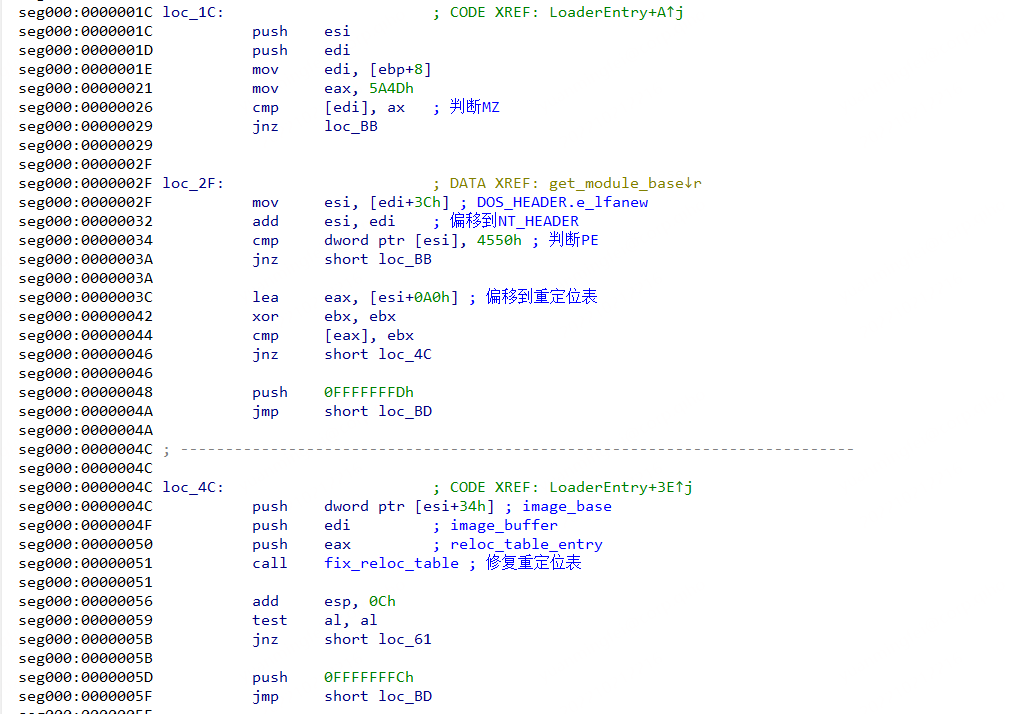 seg000:0000001C loc_1C: ; CODE XREF: LoaderEntry+A↑j
seg000:0000001C push esi
seg000:0000001D push edi
seg000:0000001E mov edi, [ebp+8]
seg000:00000021 mov eax, 5A4Dh
seg000:00000026 cmp [edi], ax ; 判断MZ
seg000:00000029 jnz loc_BB
seg000:00000029
seg000:0000002F
seg000:0000002F loc_2F: ; DATA XREF: get_module_base↓r
seg000:0000002F mov esi, [edi+3Ch] ; DOS_HEADER.e_lfanew
seg000:00000032 add esi, edi ; 偏移到NT_HEADER
seg000:00000034 cmp dword ptr [esi], 4550h ; 判断PE
seg000:0000003A jnz short loc_BB
seg000:0000003A
seg000:0000003C lea eax, [esi+0A0h] ; 偏移到重定位表
seg000:00000042 xor ebx, ebx
seg000:00000044 cmp [eax], ebx
seg000:00000046 jnz short loc_4C
seg000:00000046
seg000:00000048 push 0FFFFFFFDh
seg000:0000004A jmp short loc_BD
seg000:0000004A
seg000:0000004C ; ---------------------------------------------------------------------------
seg000:0000004C
seg000:0000004C loc_4C: ; CODE XREF: LoaderEntry+3E↑j
seg000:0000004C push dword ptr [esi+34h] ; image_base
seg000:0000004F push edi ; image_buffer
seg000:00000050 push eax ; reloc_table_entry
seg000:00000051 call fix_reloc_table ; 修复重定位表
seg000:00000051
seg000:00000056 add esp, 0Ch
seg000:00000059 test al, al
seg000:0000005B jnz short loc_61
seg000:0000005B
seg000:0000005D push 0FFFFFFFCh
seg000:0000005F jmp short loc_BD